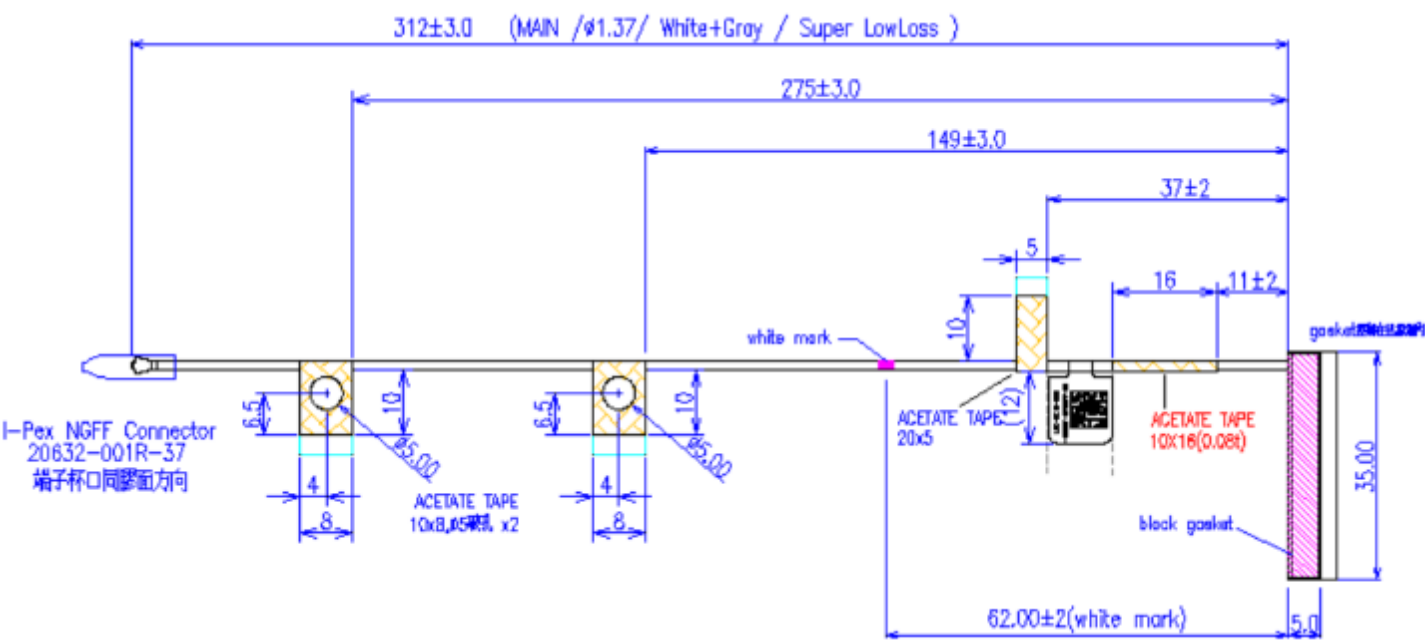 312±3.0 (MAIN /ø1.37/ White+Gray / Super LowLoss )
275±3.0
149±3.0
37±2
5
16
11±2
10
white mark
gasket
6.5
10
6.5
10
(12)
ø5.00
ø5.00
I-Pex NGFF Connector
20632-001R-37
端子杯口同膠面方向
4
8
4
8
ACETATE TAPE
10x8,ø5 x2
ACETATE TAPE
20x5
ACETATE TAPE
10X16(0.08t)
35.00
black gasket
62.00±2(white mark)
5.0